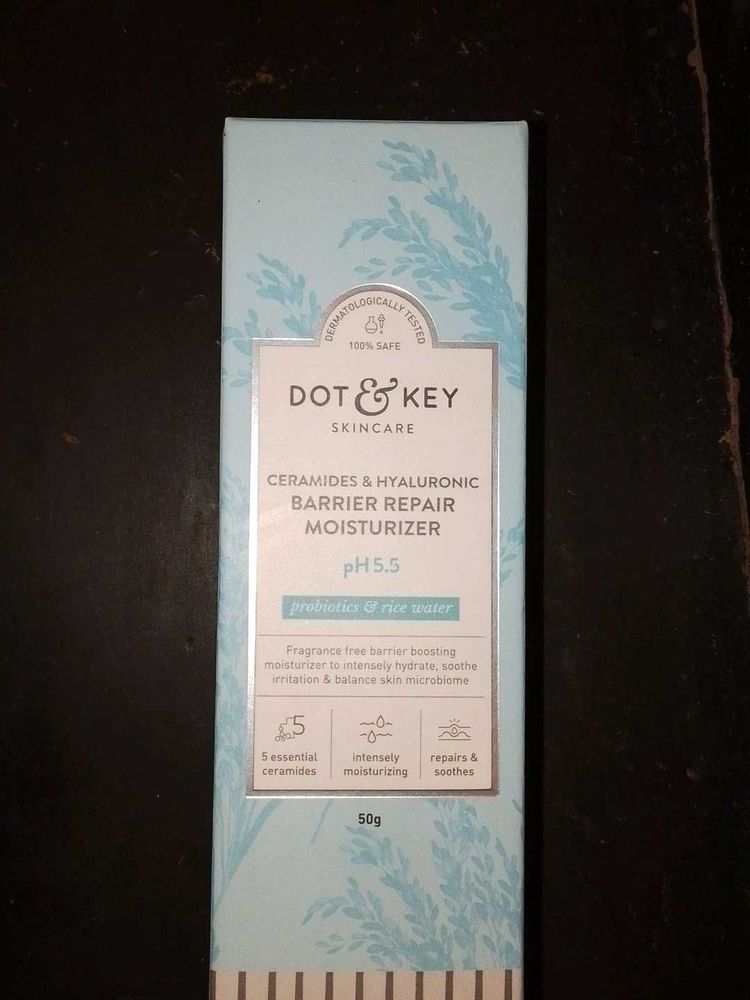 DERMATOLOGICALLY TESTED
100% SAFE
DOT & KEY
SKINCARE
CERAMIDES & HYALURONIC
BARRIER REPAIR
MOISTURIZER
pH 5.5
probiotics & rice water
Fragrance free barrier boosting
moisturizer to intensely hydrate, soothe
irritation & balance skin microbiome
5
5 essential
ceramides
intensely
moisturizing
repairs &
soothes
50g